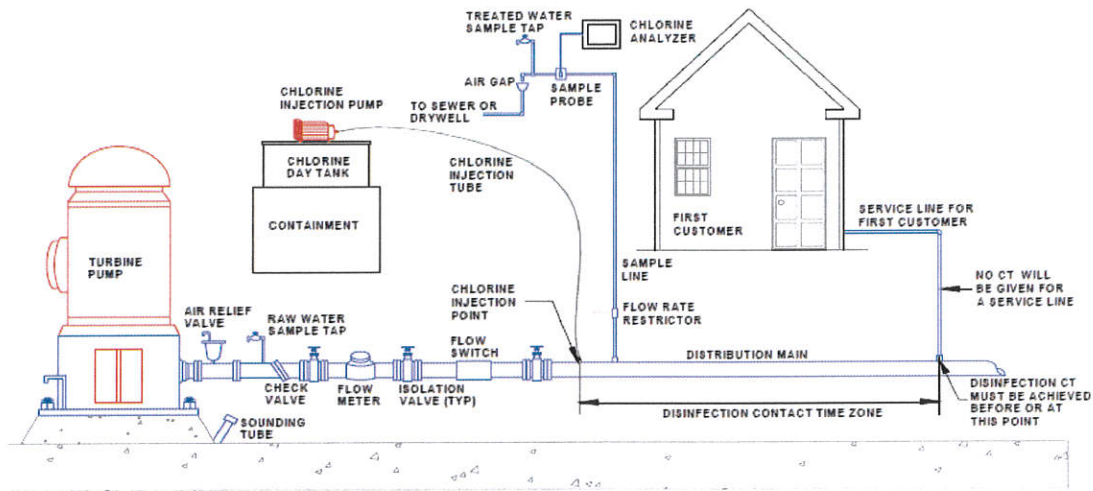 TREATED WATER
SAMPLE TAP
CHLORINE
ANALYZER
AIR GAP
SAMPLE
PROBE
TO SEWER OR
DRYWELL
CHLORINE
INJECTION PUMP
CHLORINE
DAY TANK
CONTAINMENT
CHLORINE
INJECTION
TUBE
TURBINE
PUMP
FIRST
CUSTOMER
SERVICE LINE FOR
FIRST CUSTOMER
SAMPLE
LINE
NO CT WILL
BE GIVEN FOR
A SERVICE LINE
CHLORINE
INJECTION
POINT
FLOW RATE
RESTRICTOR
AIR RELIEF
VALVE
RAW WATER
SAMPLE TAP
FLOW
SWITCH
DISTRIBUTION MAIN
CHECK
VALVE
FLOW
METER
ISOLATION
VALVE (TYP)
DISINFECTION CT
MUST BE ACHIEVED
BEFORE OR AT
THIS POINT
DISINFECTION CONTACT TIME ZONE
SOUNDING
TUBE